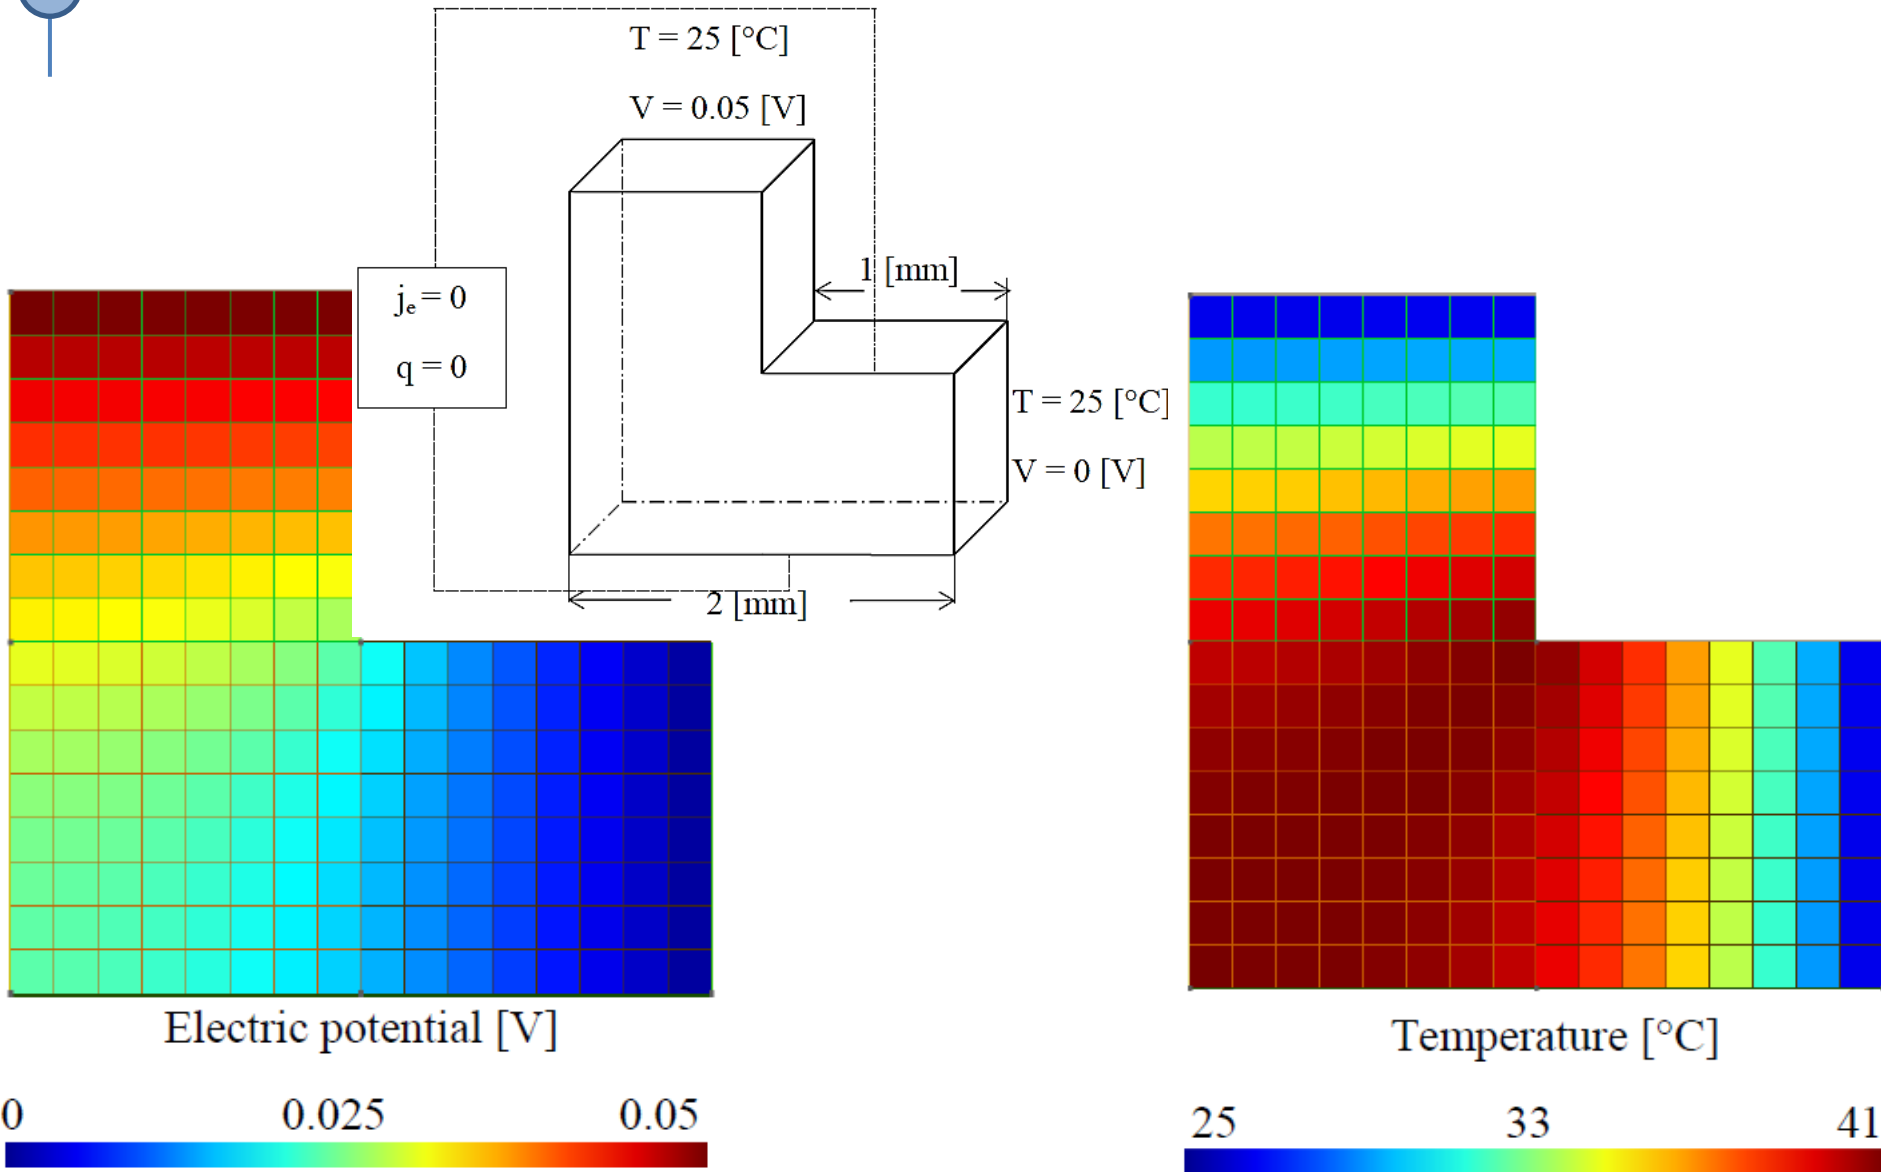 T = 25 [°C]
V = 0.05 [V]
jₑ = 0
q = 0
1 [mm]
T = 25 [°C]
V = 0 [V]
2 [mm]
Electric potential [V]
0 0.025 0.05
Temperature [°C]
25 33 41